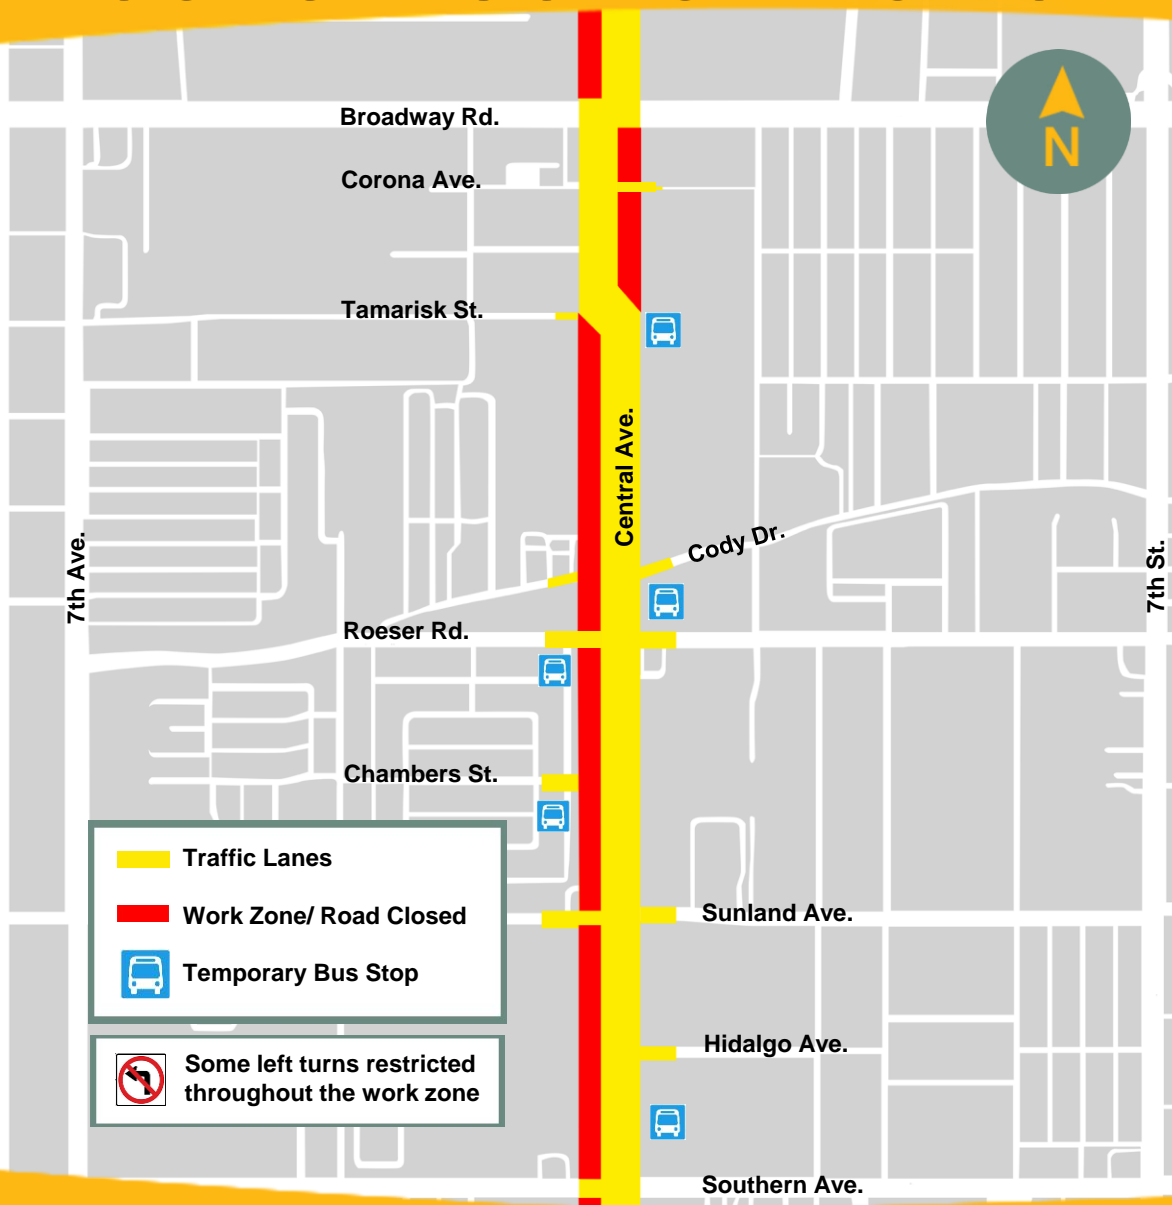 Broadway Rd.
N
Corona Ave.
Tamarisk St.
Central Ave.
Cody Dr.
7th Ave.
7th St.
Roeser Rd.
Chambers St.
Traffic Lanes
Work Zone/ Road Closed
Sunland Ave.
Temporary Bus Stop
Hidalgo Ave.
Some left turns restricted
throughout the work zone
Southern Ave.